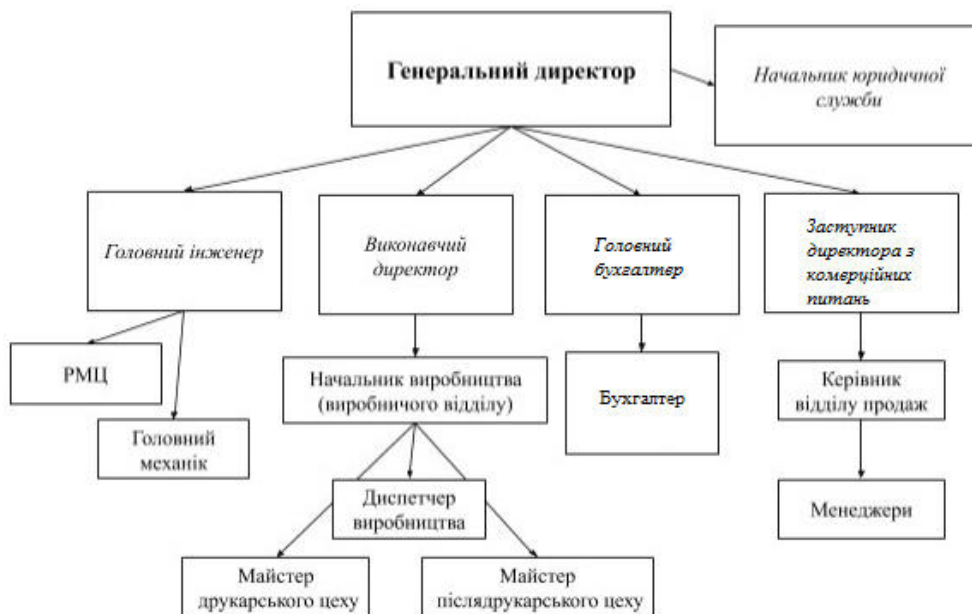 Генеральний директор
Начальник юридичної
служби
Головний інженер
Виконавчий
директор
Головний
бухгалтер
Заступник
директора з
комерційних
питань
РМЦ
Головний
механік
Начальник виробництва
(виробничого відділу)
Бухгалтер
Керівник
відділу продаж
Диспетчер
виробництва
Менеджери
Майстер
друкарського цеху
Майстер
післядрукарського цеху